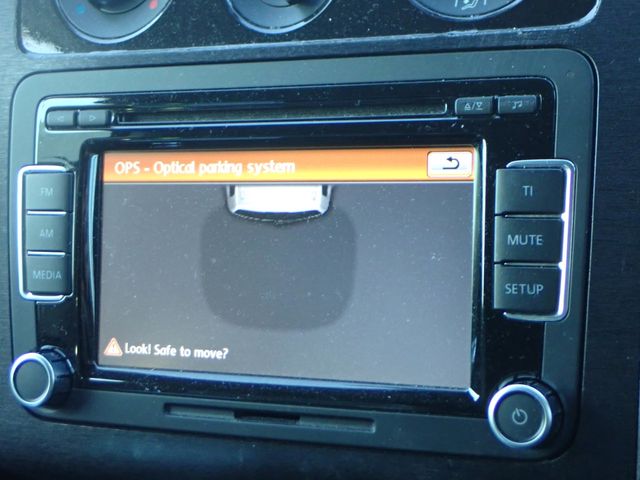 OPS - Optical parking system
FM
TI
AM
MUTE
MEDIA
SETUP
Look! Safe to move?